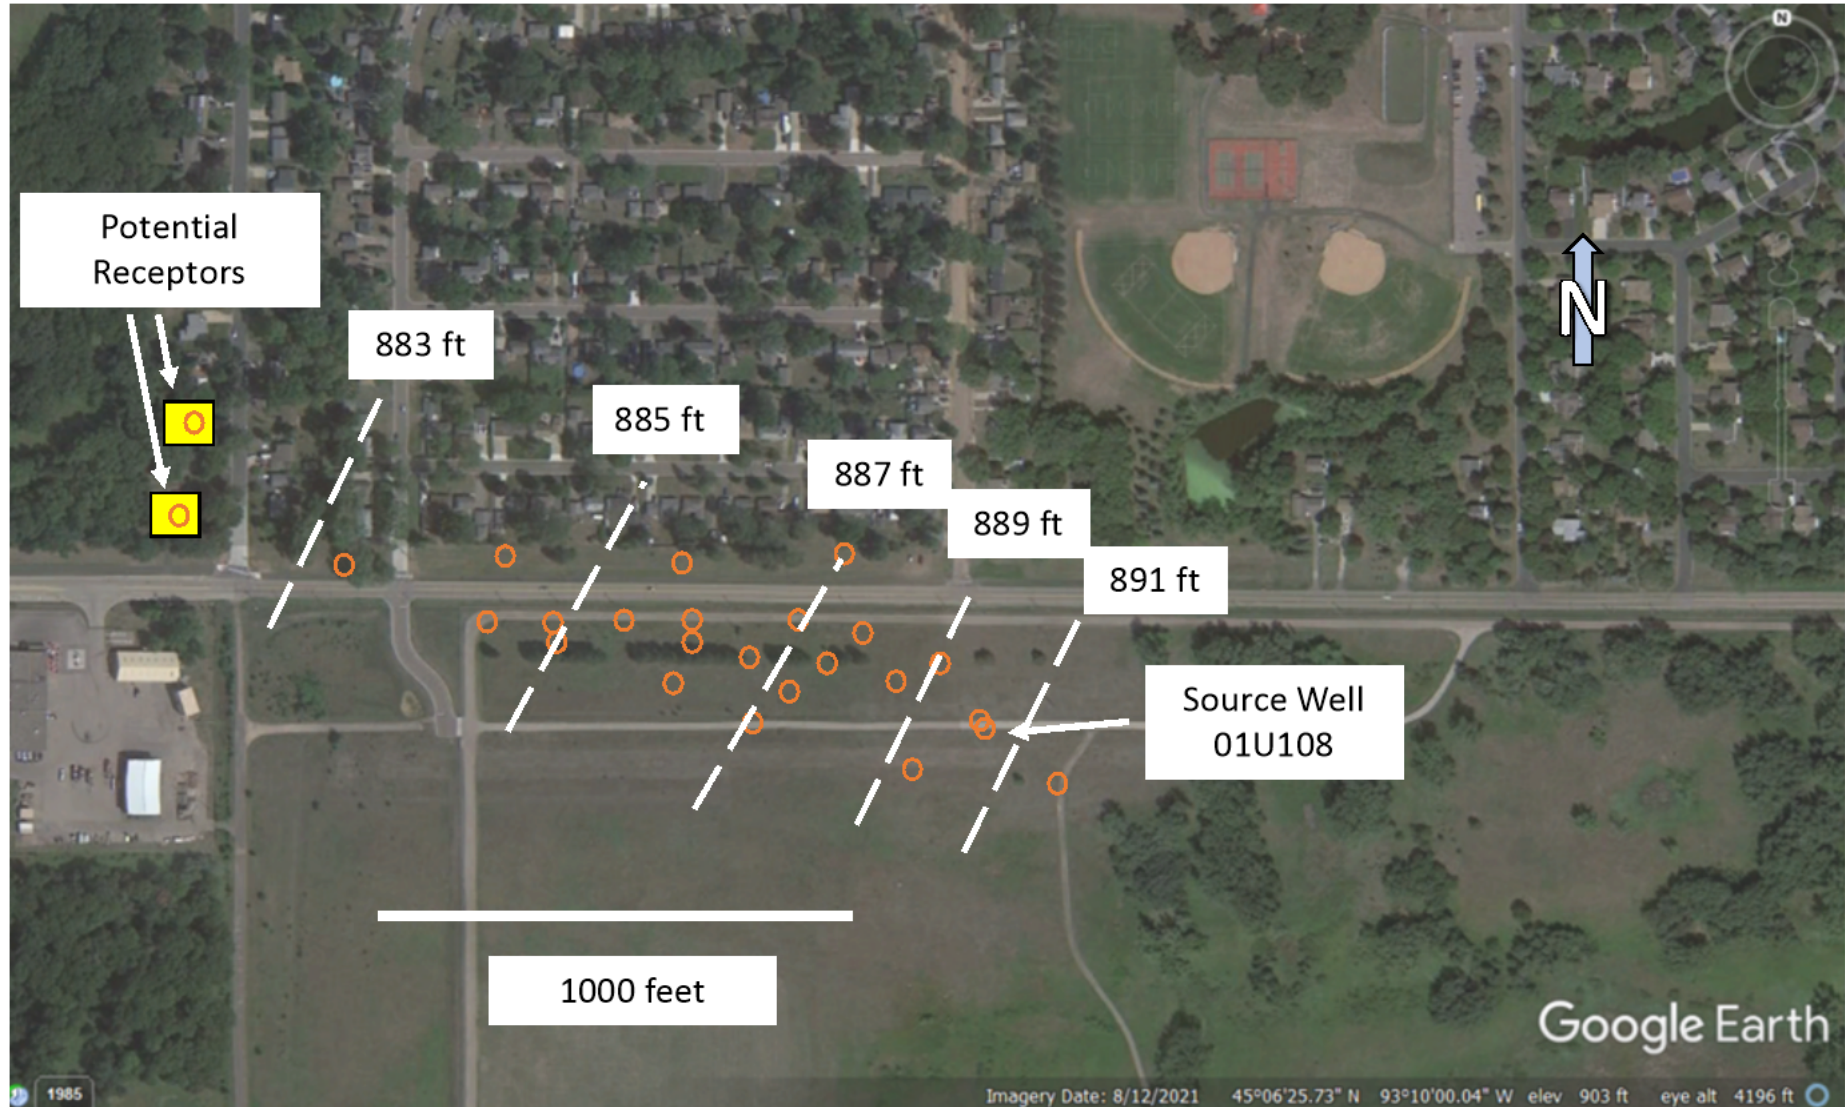 N
Potential
Receptors
883 ft
885 ft
887 ft
889 ft
891 ft
N
Source Well
01U108
1000 feet
Google Earth
1985
Imagery Date: 8/12/2021 45°06'25.73" N 93°10'00.04" W elev 903 ft eye alt 4196 ft